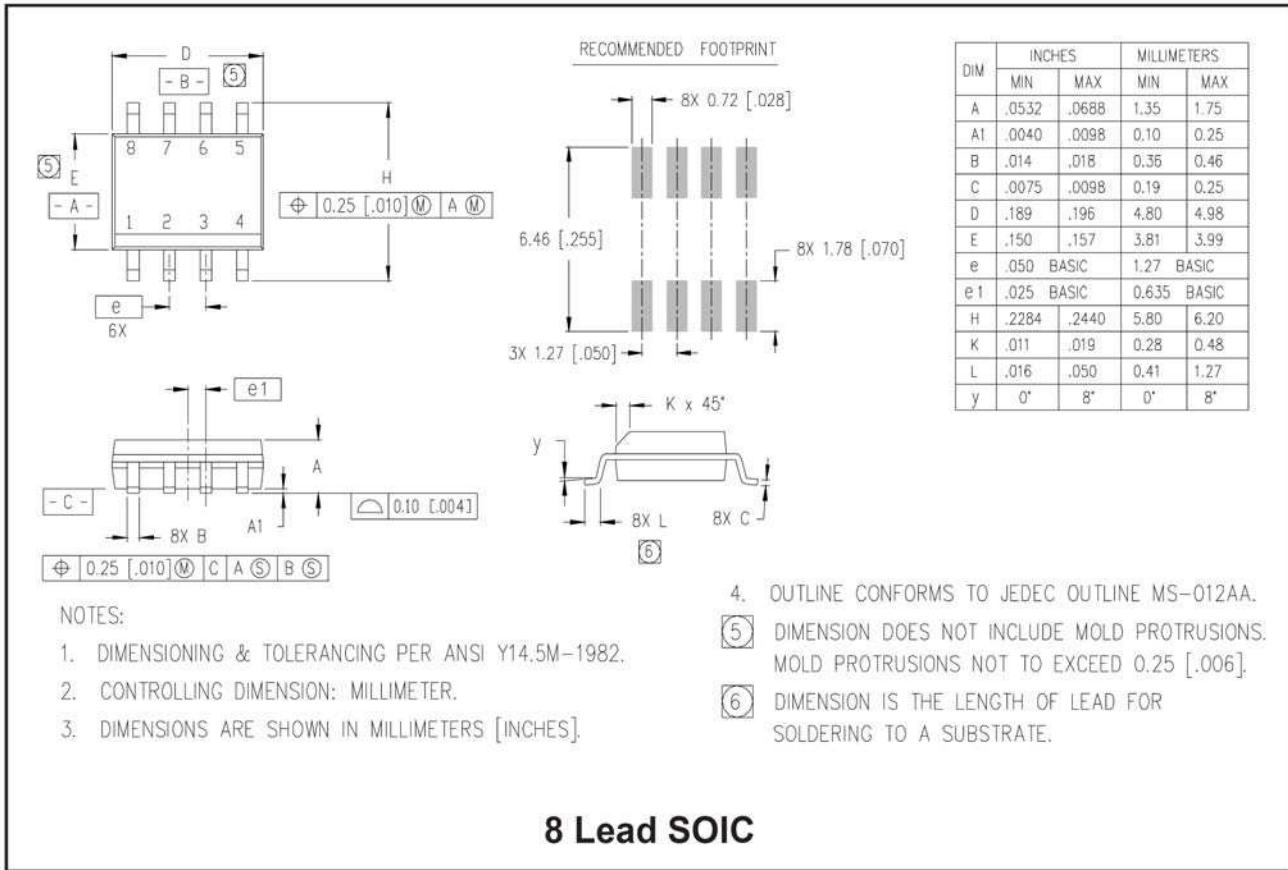 D
- B -
5
8 7 6 5
5
E
- A -
H
⌖ 0.25 [.010] Ⓜ A Ⓜ
1 2 3 4
e
6X
RECOMMENDED FOOTPRINT
8X 0.72 [.028]
6.46 [.255]
8X 1.78 [.070]
3X 1.27 [.050]
DIM INCHES MILLIMETERS
MIN MAX MIN MAX
A .0532 .0688 1.35 1.75
A1 .0040 .0098 0.10 0.25
B .014 .018 0.36 0.46
C .0075 .0098 0.19 0.25
D .189 .196 4.80 4.98
E .150 .157 3.81 3.99
e .050 BASIC 1.27 BASIC
e1 .025 BASIC 0.635 BASIC
H .2284 .2440 5.80 6.20
K .011 .019 0.28 0.48
L .016 .050 0.41 1.27
y 0° 8° 0° 8°
e1
A
- C -
8X B
A1
⌓ 0.10 [.004]
⌖ 0.25 [.010] Ⓜ C A Ⓢ B Ⓢ
K x 45°
y
8X L
6
8X C
NOTES:
1. DIMENSIONING & TOLERANCING PER ANSI Y14.5M-1982.
2. CONTROLLING DIMENSION: MILLIMETER.
3. DIMENSIONS ARE SHOWN IN MILLIMETERS [INCHES].
4. OUTLINE CONFORMS TO JEDEC OUTLINE MS-012AA.
5 DIMENSION DOES NOT INCLUDE MOLD PROTRUSIONS.
MOLD PROTRUSIONS NOT TO EXCEED 0.25 [.006].
6 DIMENSION IS THE LENGTH OF LEAD FOR
SOLDERING TO A SUBSTRATE.
8 Lead SOIC